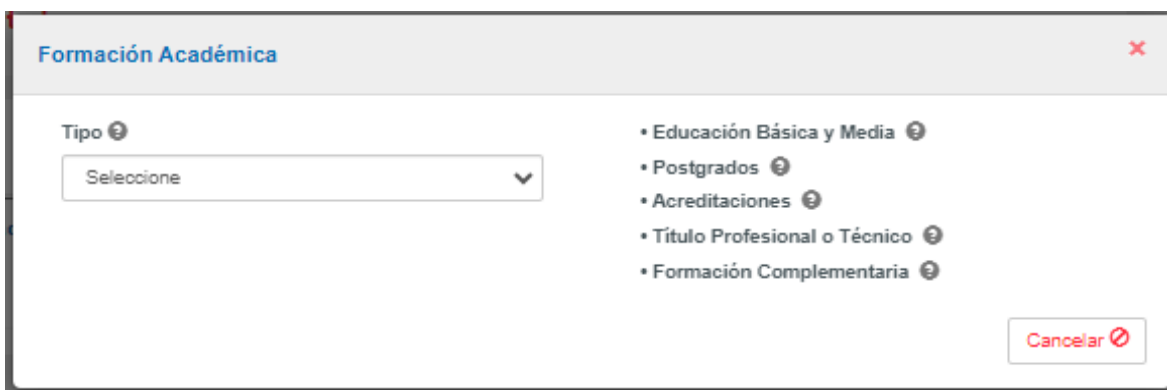 Formación Académica
Tipo
Seleccione
• Educación Básica y Media
• Postgrados
• Acreditaciones
• Título Profesional o Técnico
• Formación Complementaria
Cancelar